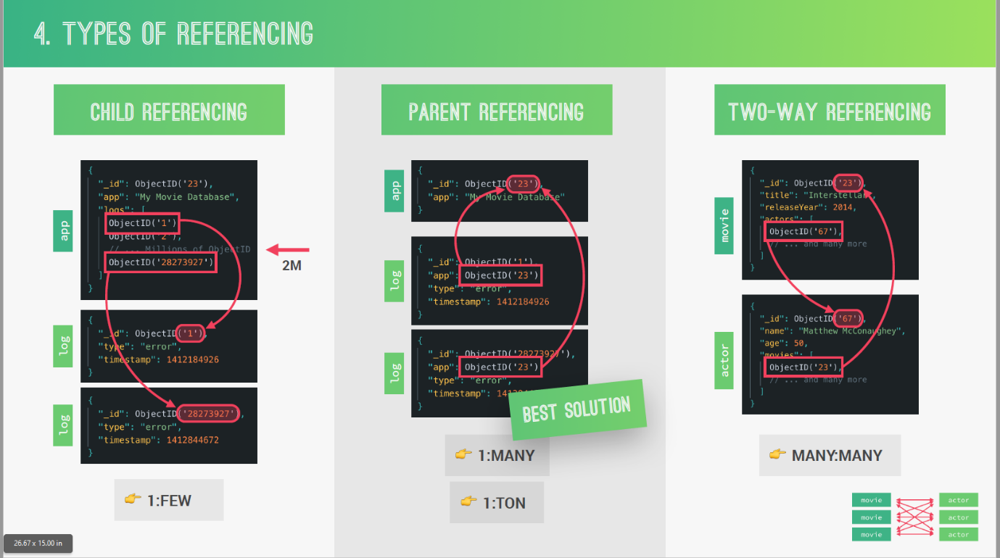 4. TYPES OF REFERENCING
CHILD REFERENCING
app
{
"_id": ObjectID('23'),
"app": "My Movie Database",
"logs": [
ObjectID('1')
ObjectID('2'),
// ... Millions of ObjectID
ObjectID('28273927')
]
}
2M
log
{
"_id": ObjectID('1'),
"type": "error",
"timestamp": 1412184926
}
log
{
"_id": ObjectID('28273927'),
"type": "error",
"timestamp": 1412844672
}
👉 1:FEW
PARENT REFERENCING
app
{
"_id": ObjectID('23'),
"app": "My Movie Database"
}
log
{
"_id": ObjectID('1'),
"app": ObjectID('23')
"type": "error",
"timestamp": 1412184926
}
log
{
"_id": ObjectID('28273927'),
"app": ObjectID('23')
"type": "error",
"timestamp":
}
BEST SOLUTION
👉 1:MANY
👉 1:TON
TWO-WAY REFERENCING
movie
{
"_id": ObjectID('23'),
"title": "Interstellar",
"releaseYear": 2014,
"actors": [
ObjectID('67'),
// ... and many more
]
}
actor
{
"_id": ObjectID('67'),
"name": "Matthew McConaughey",
"age": 50,
"movies": [
ObjectID('23'),
// ... and many more
]
}
👉 MANY:MANY
movie actor
movie actor
movie actor
26.67 x 15.00 in